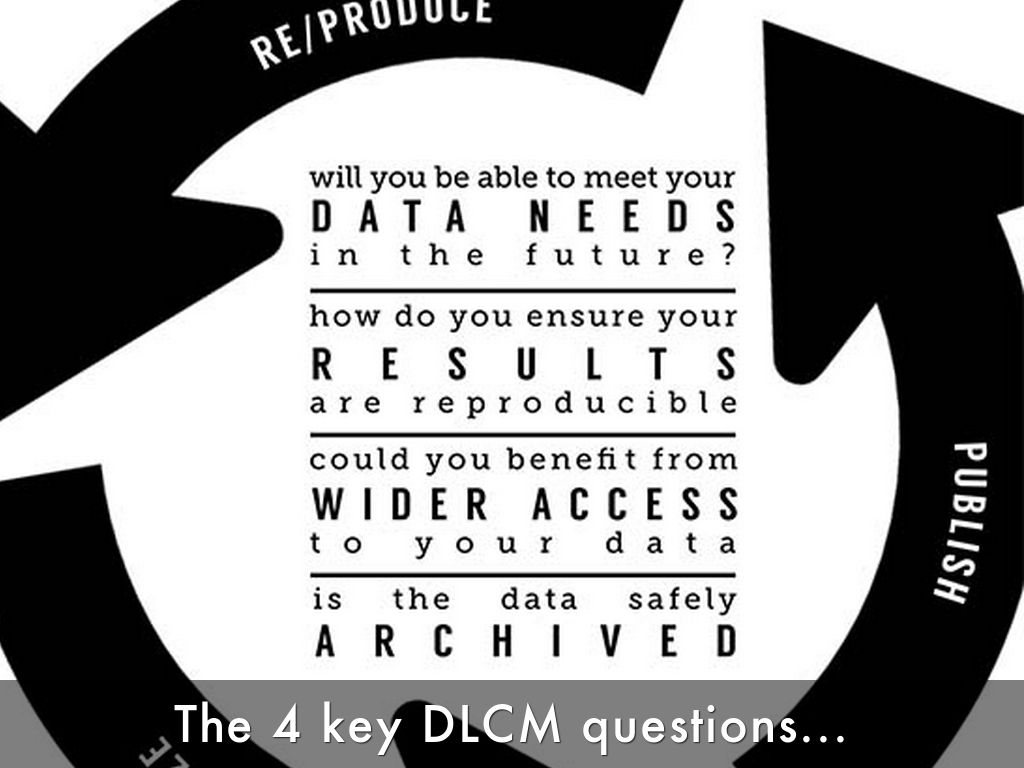 RE/PRODUCE
will you be able to meet your
DATA NEEDS
in the future?
how do you ensure your
RESULTS
are reproducible
could you benefit from
WIDER ACCESS
to your data
is the data safely
ARCHIVED
PUBLISH
The 4 key DLCM questions...